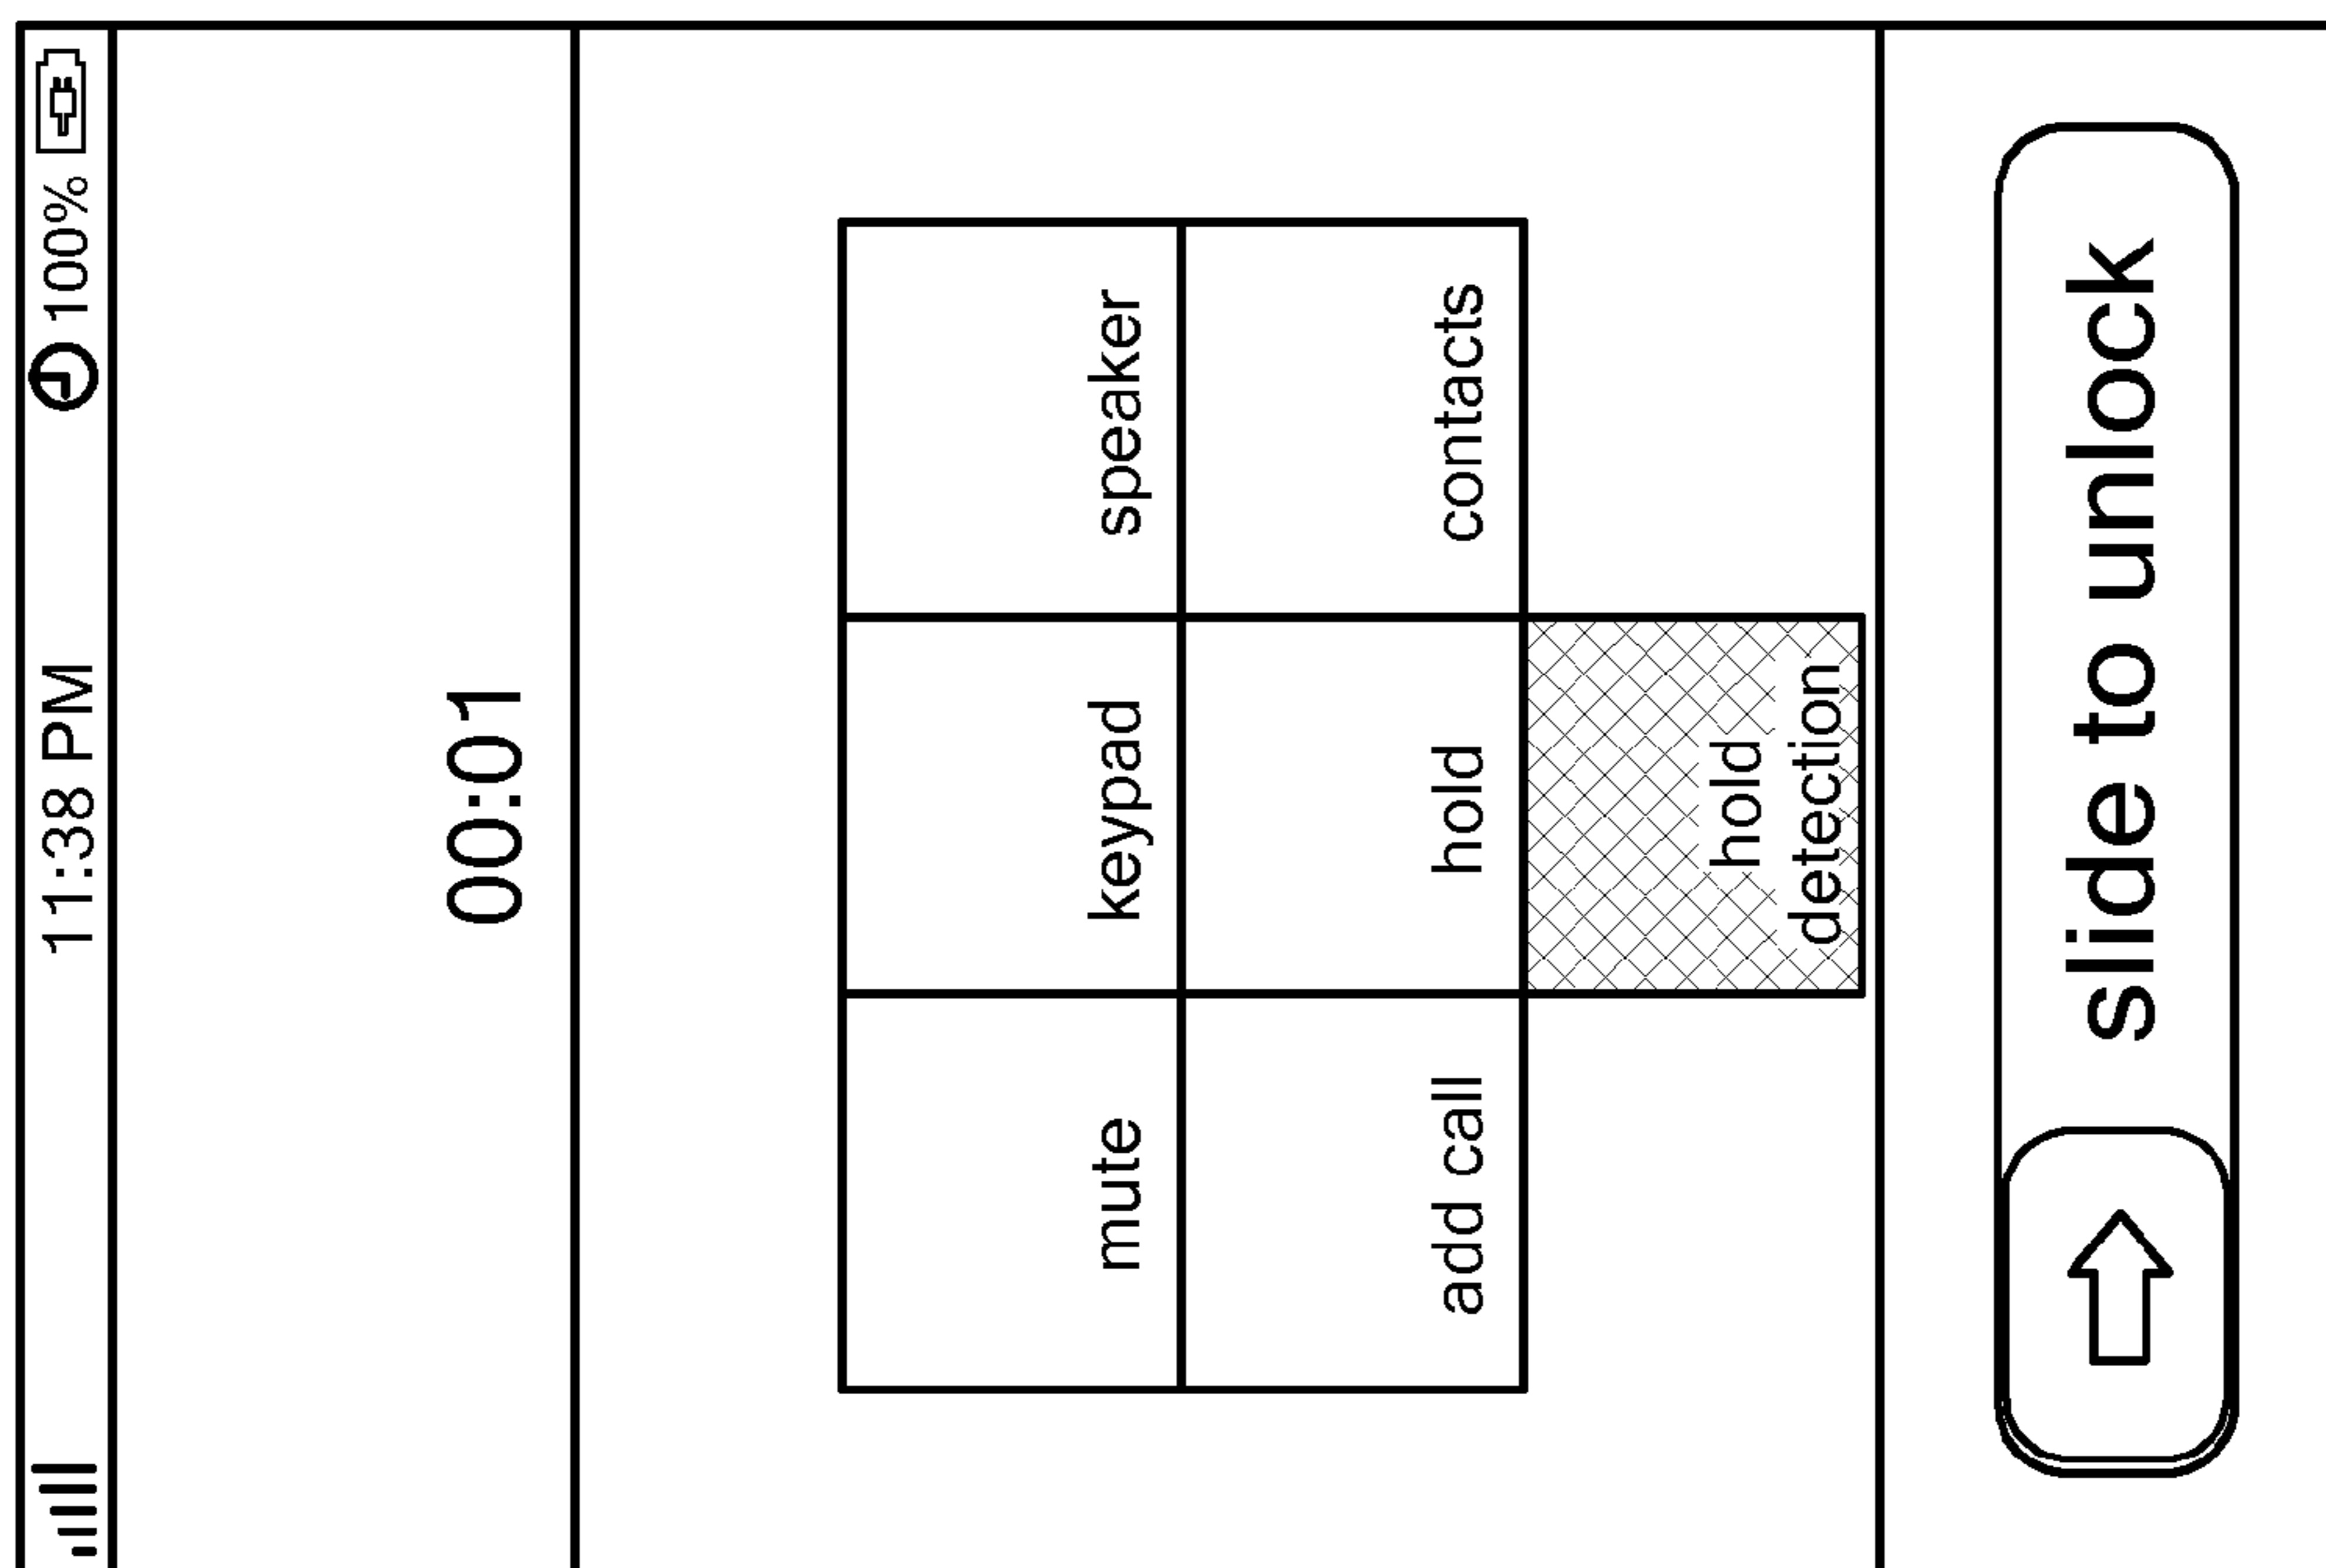 11:38 PM 100%
00:01
mute keypad speaker
add call hold contacts
hold
detection
slide to unlock